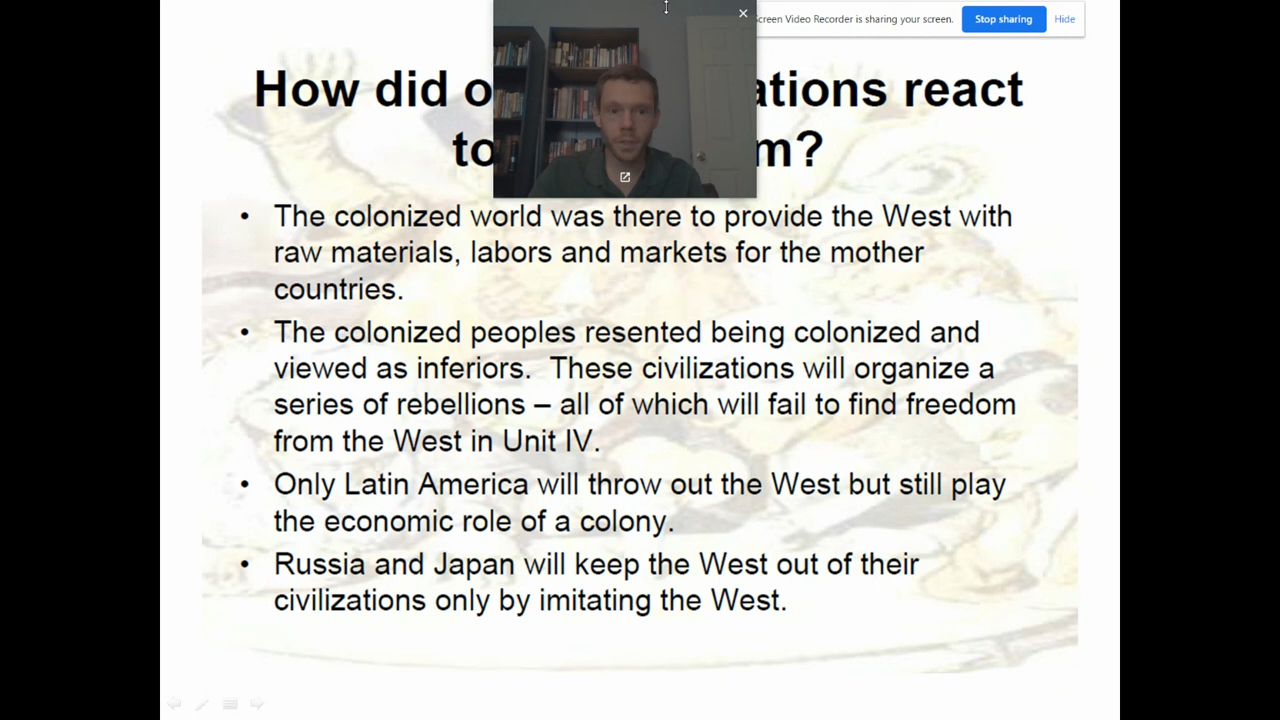 Screen Video Recorder is sharing your screen. Stop sharing Hide
How did o ations react
to m?
• The colonized world was there to provide the West with
raw materials, labors and markets for the mother
countries.
• The colonized peoples resented being colonized and
viewed as inferiors. These civilizations will organize a
series of rebellions – all of which will fail to find freedom
from the West in Unit IV.
• Only Latin America will throw out the West but still play
the economic role of a colony.
• Russia and Japan will keep the West out of their
civilizations only by imitating the West.